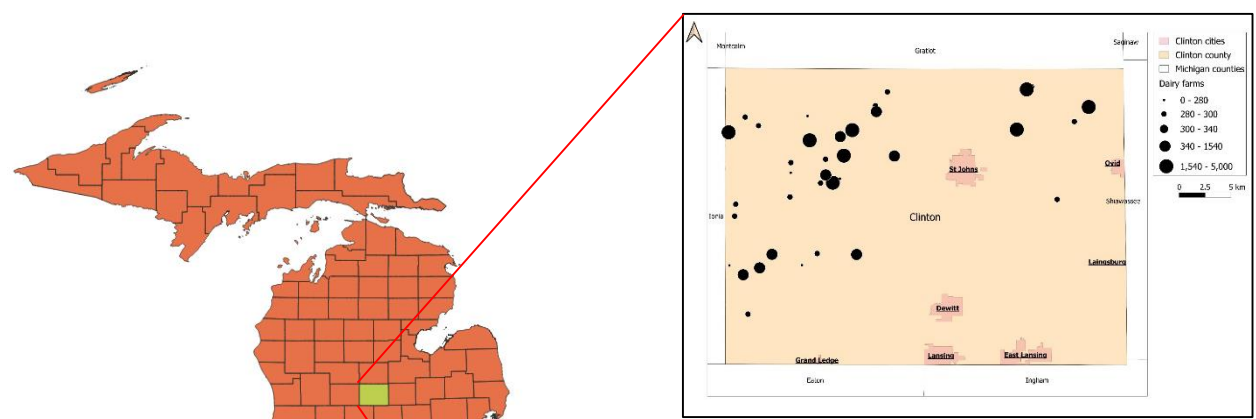 Montcalm
Gratiot
Saginaw
Clinton cities
Clinton county
Michigan counties
Dairy farms
0 - 280
280 - 300
300 - 340
340 - 1540
1,540 - 5,000
0 2.5 5 km
St Johns
Ovid
Ionia
Clinton
Shiawassee
Laingsburg
Dewitt
Grand Ledge
Lansing
East Lansing
Eaton
Ingham